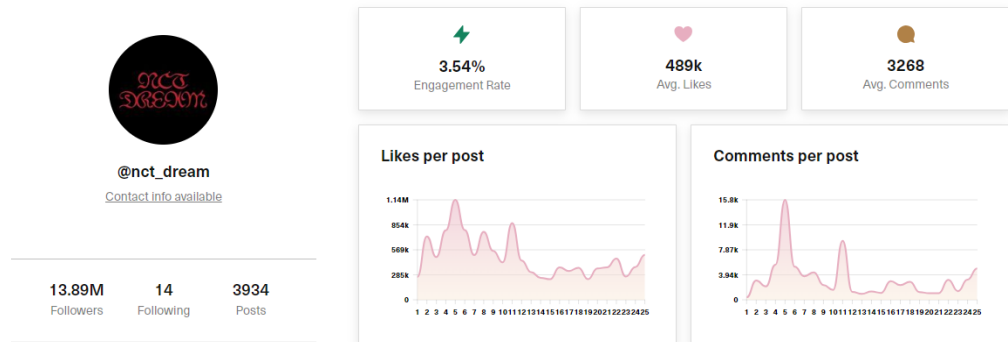 NCT
DREAM
@nct_dream
Contact info available
13.89M
Followers
14
Following
3934
Posts
3.54%
Engagement Rate
489k
Avg. Likes
3268
Avg. Comments
Likes per post
1.14M
854k
569k
285k
0
1 2 3 4 5 6 7 8 9 10 11 12 13 14 15 16 17 18 19 20 21 22 23 24 25
Comments per post
15.8k
11.9k
7.87k
3.94k
0
1 2 3 4 5 6 7 8 9 10 11 12 13 14 15 16 17 18 19 20 21 22 23 24 25